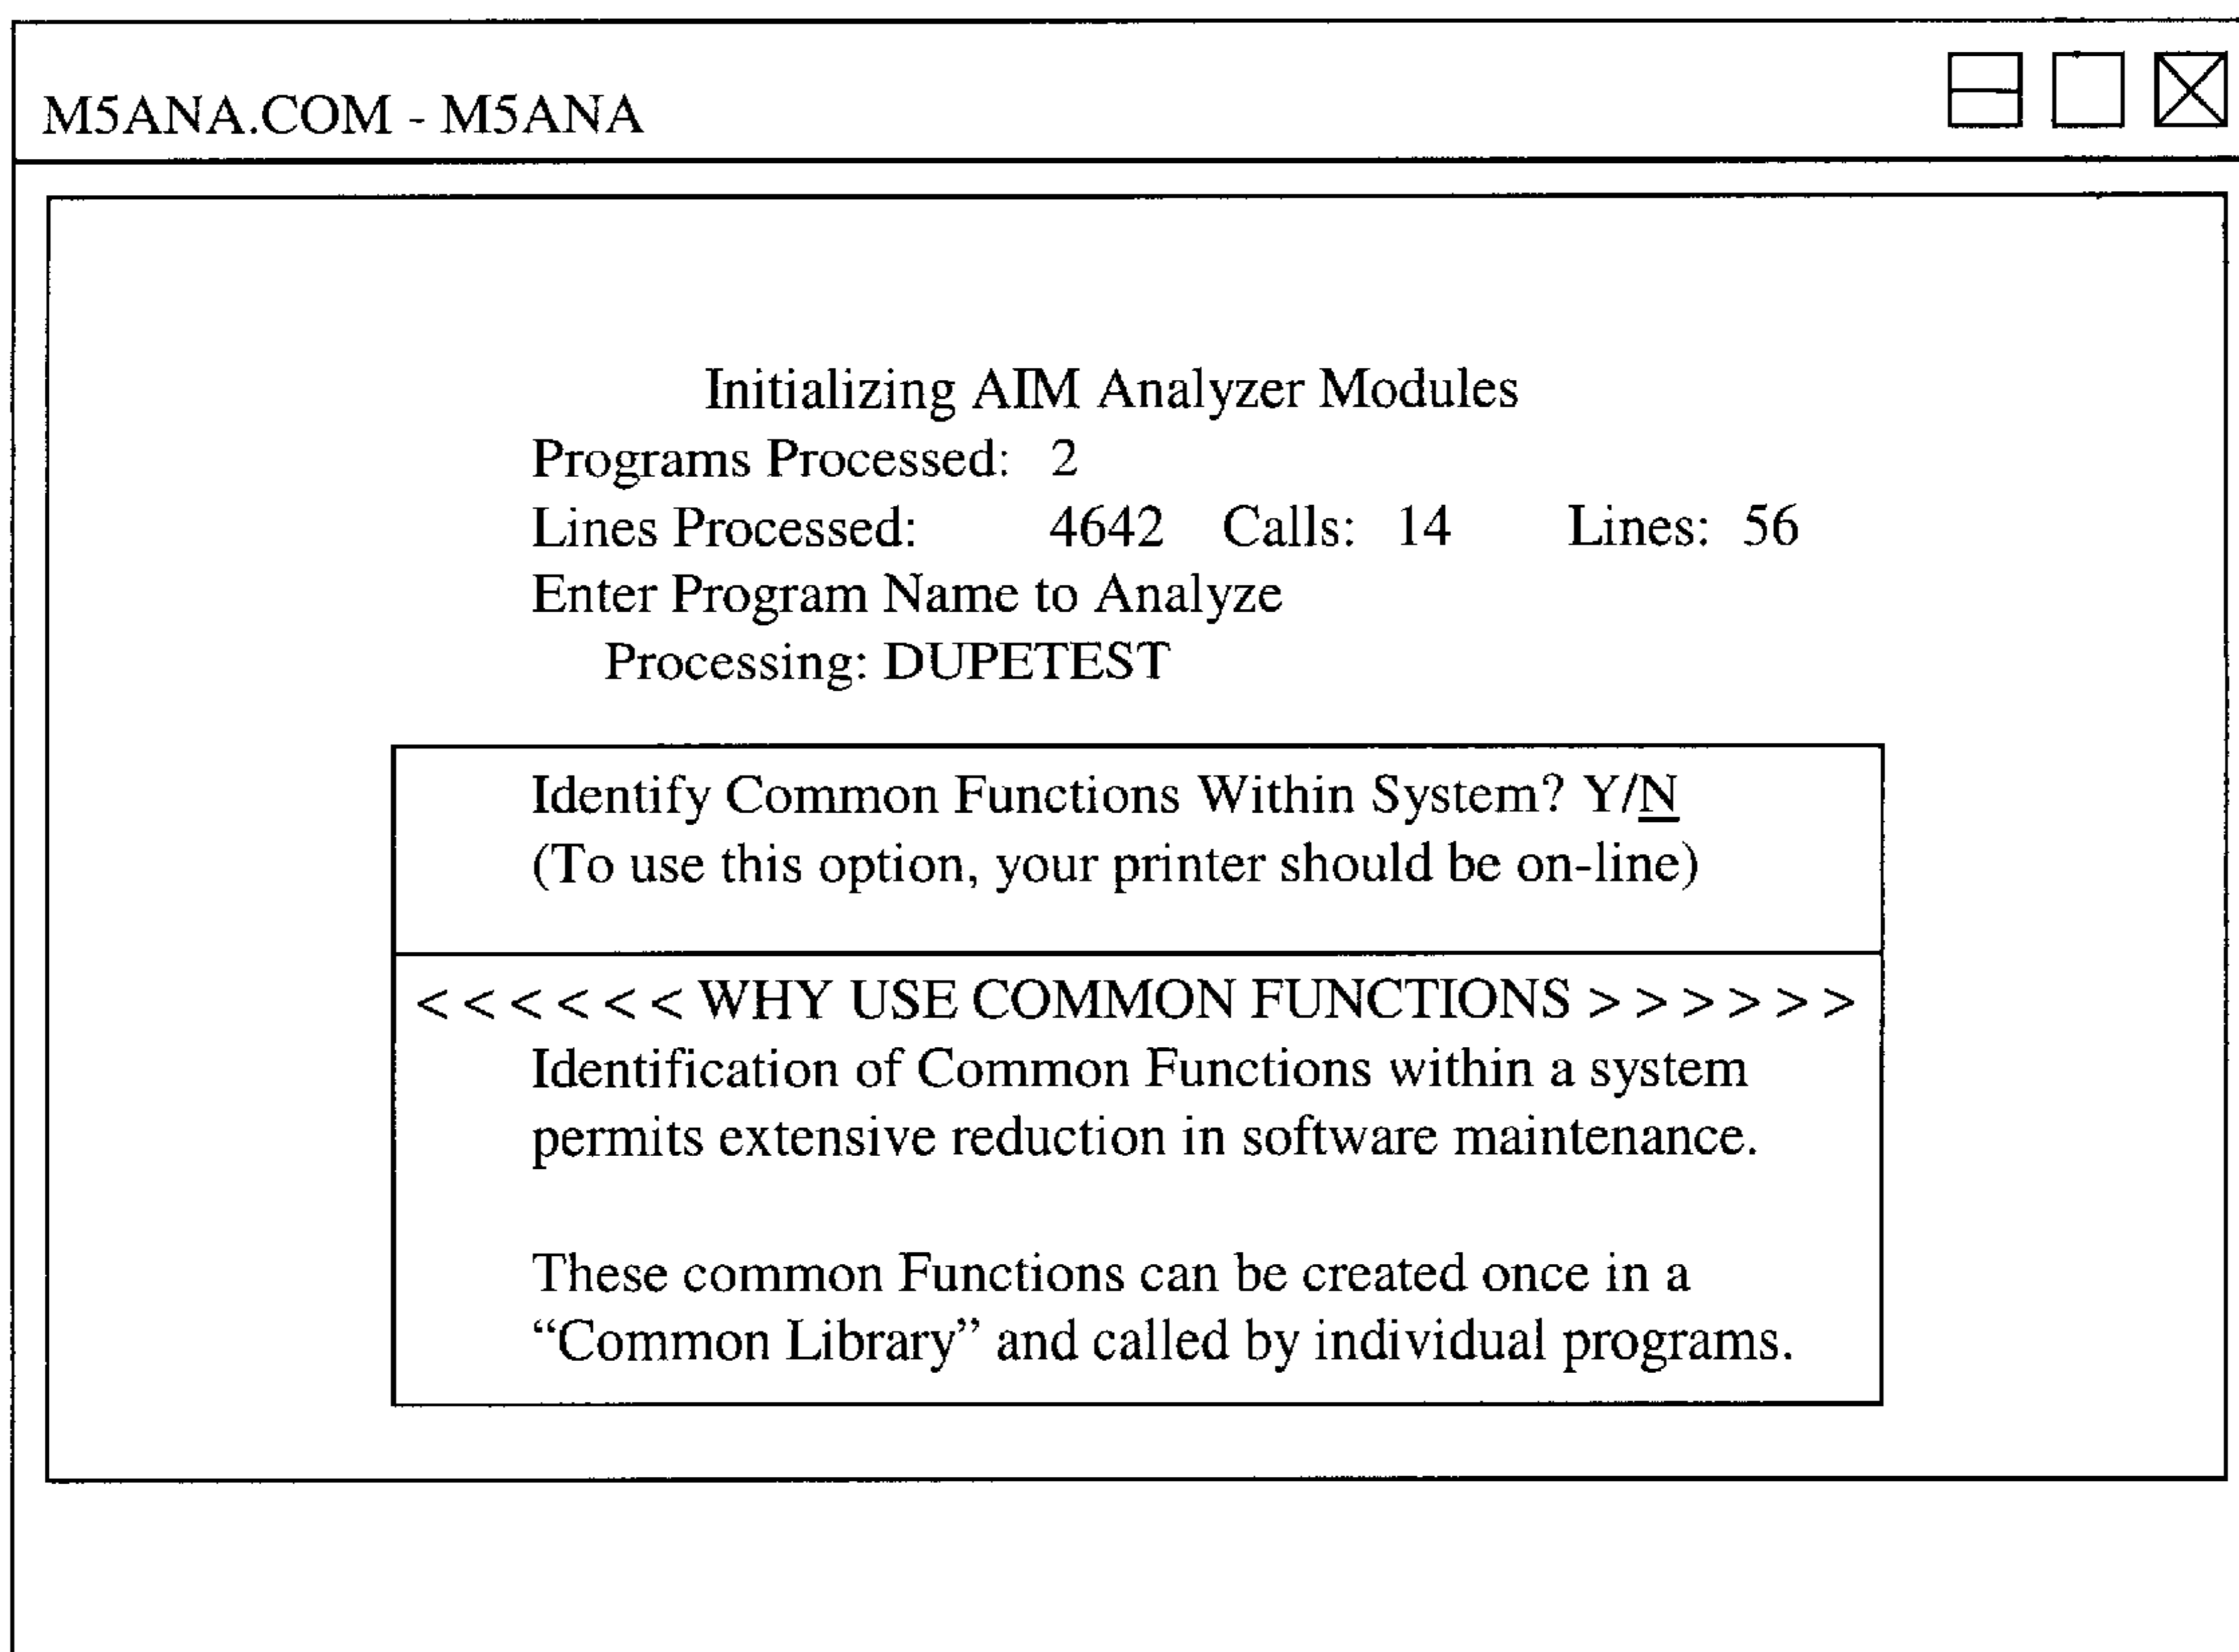 M5ANA.COM - M5ANA
Initializing AIM Analyzer Modules
Programs Processed: 2
Lines Processed: 4642 Calls: 14 Lines: 56
Enter Program Name to Analyze
Processing: DUPETEST
Identify Common Functions Within System? Y/N
(To use this option, your printer should be on-line)
< < < < < < WHY USE COMMON FUNCTIONS > > > > > >
Identification of Common Functions within a system
permits extensive reduction in software maintenance.
These common Functions can be created once in a
“Common Library” and called by individual programs.